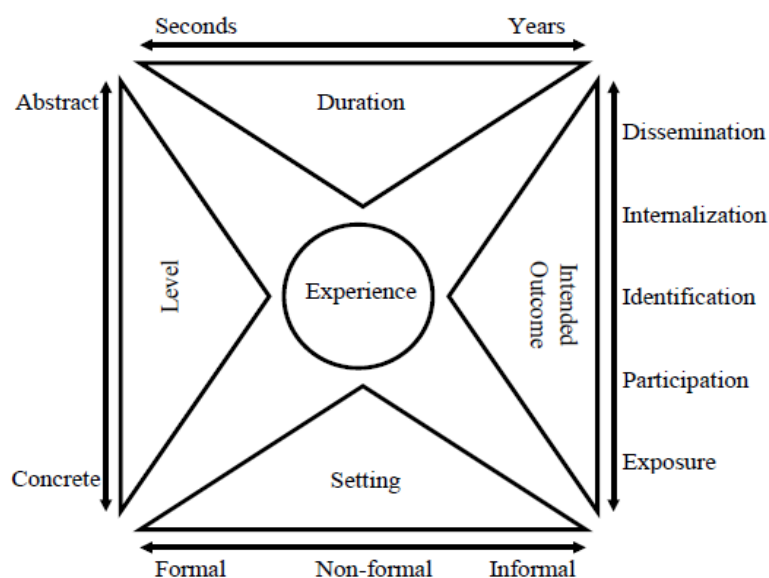 Seconds
Years
Abstract
Duration
Dissemination
Internalization
Level
Experience
Intended
Outcome
Identification
Participation
Concrete
Setting
Exposure
Formal
Non-formal
Informal